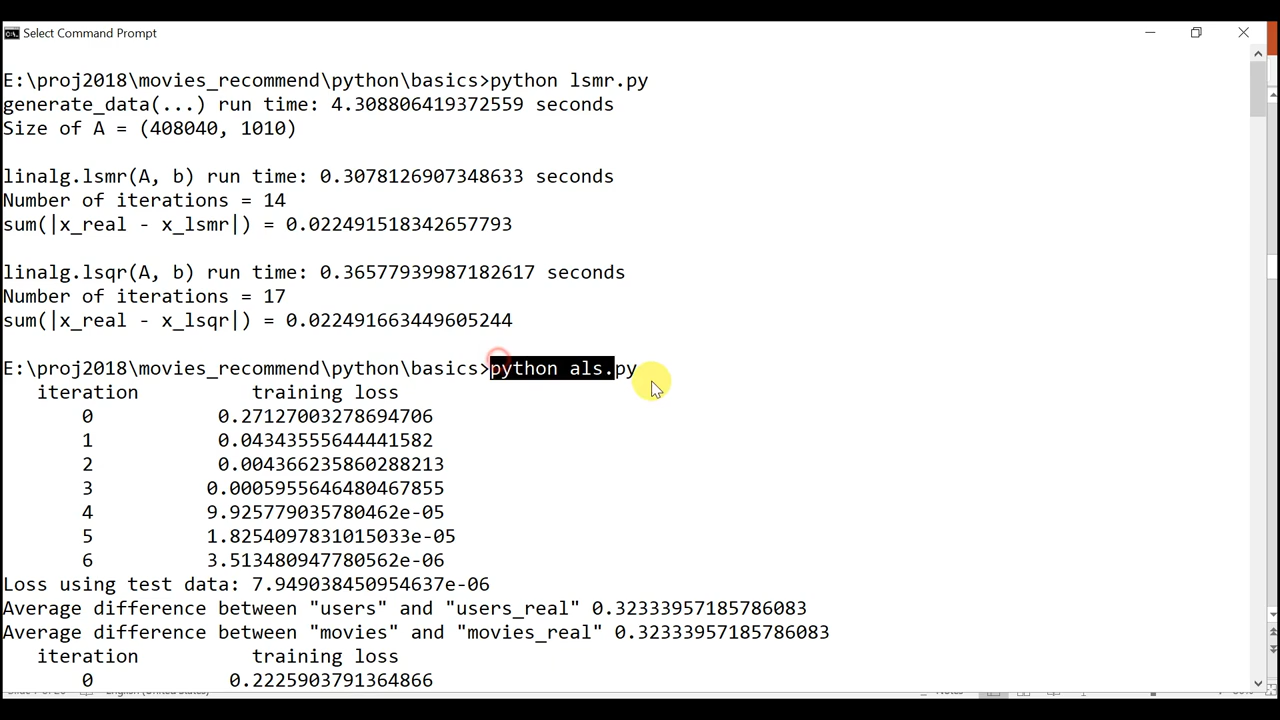 Select Command Prompt
E:\proj2018\movies_recommend\python\basics>python lsmr.py
generate_data(...) run time: 4.308806419372559 seconds
Size of A = (408040, 1010)
linalg.lsmr(A, b) run time: 0.3078126907348633 seconds
Number of iterations = 14
sum(|x_real - x_lsmr|) = 0.022491518342657793
linalg.lsqr(A, b) run time: 0.36577939987182617 seconds
Number of iterations = 17
sum(|x_real - x_lsqr|) = 0.022491663449605244
E:\proj2018\movies_recommend\python\basics>python als.py
iteration training loss
0 0.27127003278694706
1 0.04343555644441582
2 0.004366235860288213
3 0.0005955646480467855
4 9.925779035780462e-05
5 1.8254097831015033e-05
6 3.513480947780562e-06
Loss using test data: 7.949038450954637e-06
Average difference between "users" and "users_real" 0.32333957185786083
Average difference between "movies" and "movies_real" 0.32333957185786083
iteration training loss
0 0.2225903791364866